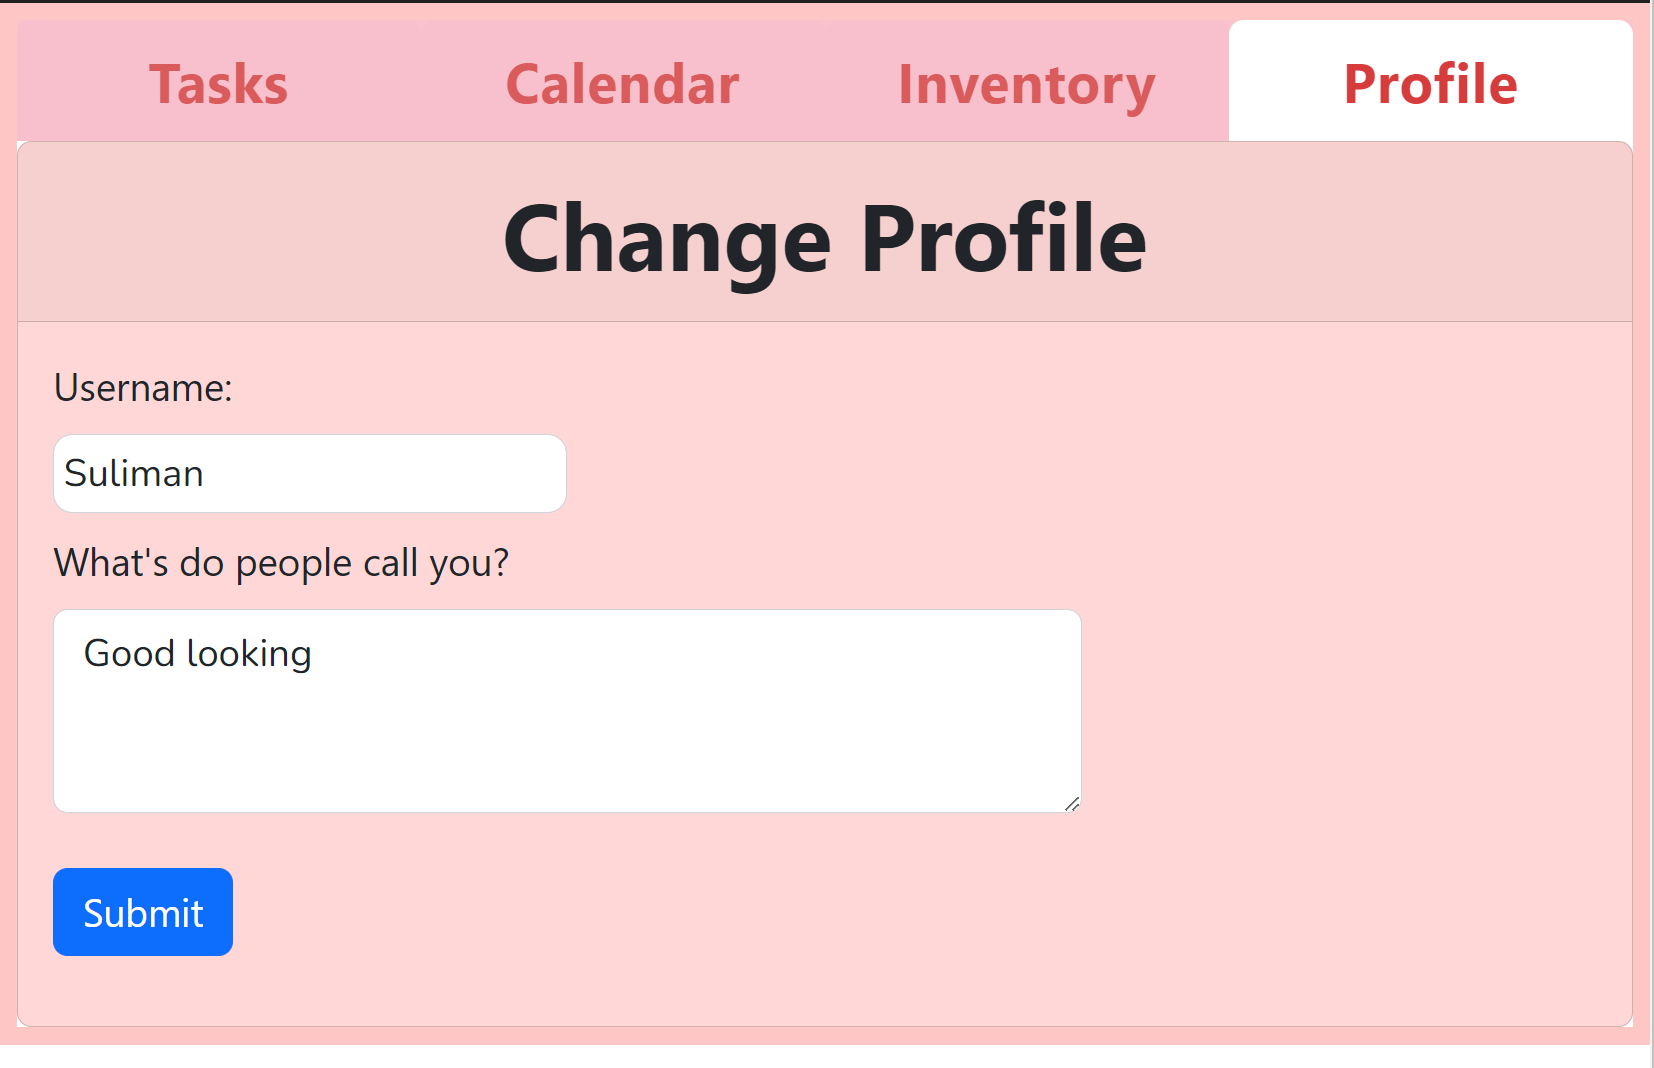 Tasks Calendar Inventory Profile
Change Profile
Username:
Suliman
What's do people call you?
Good looking
Submit